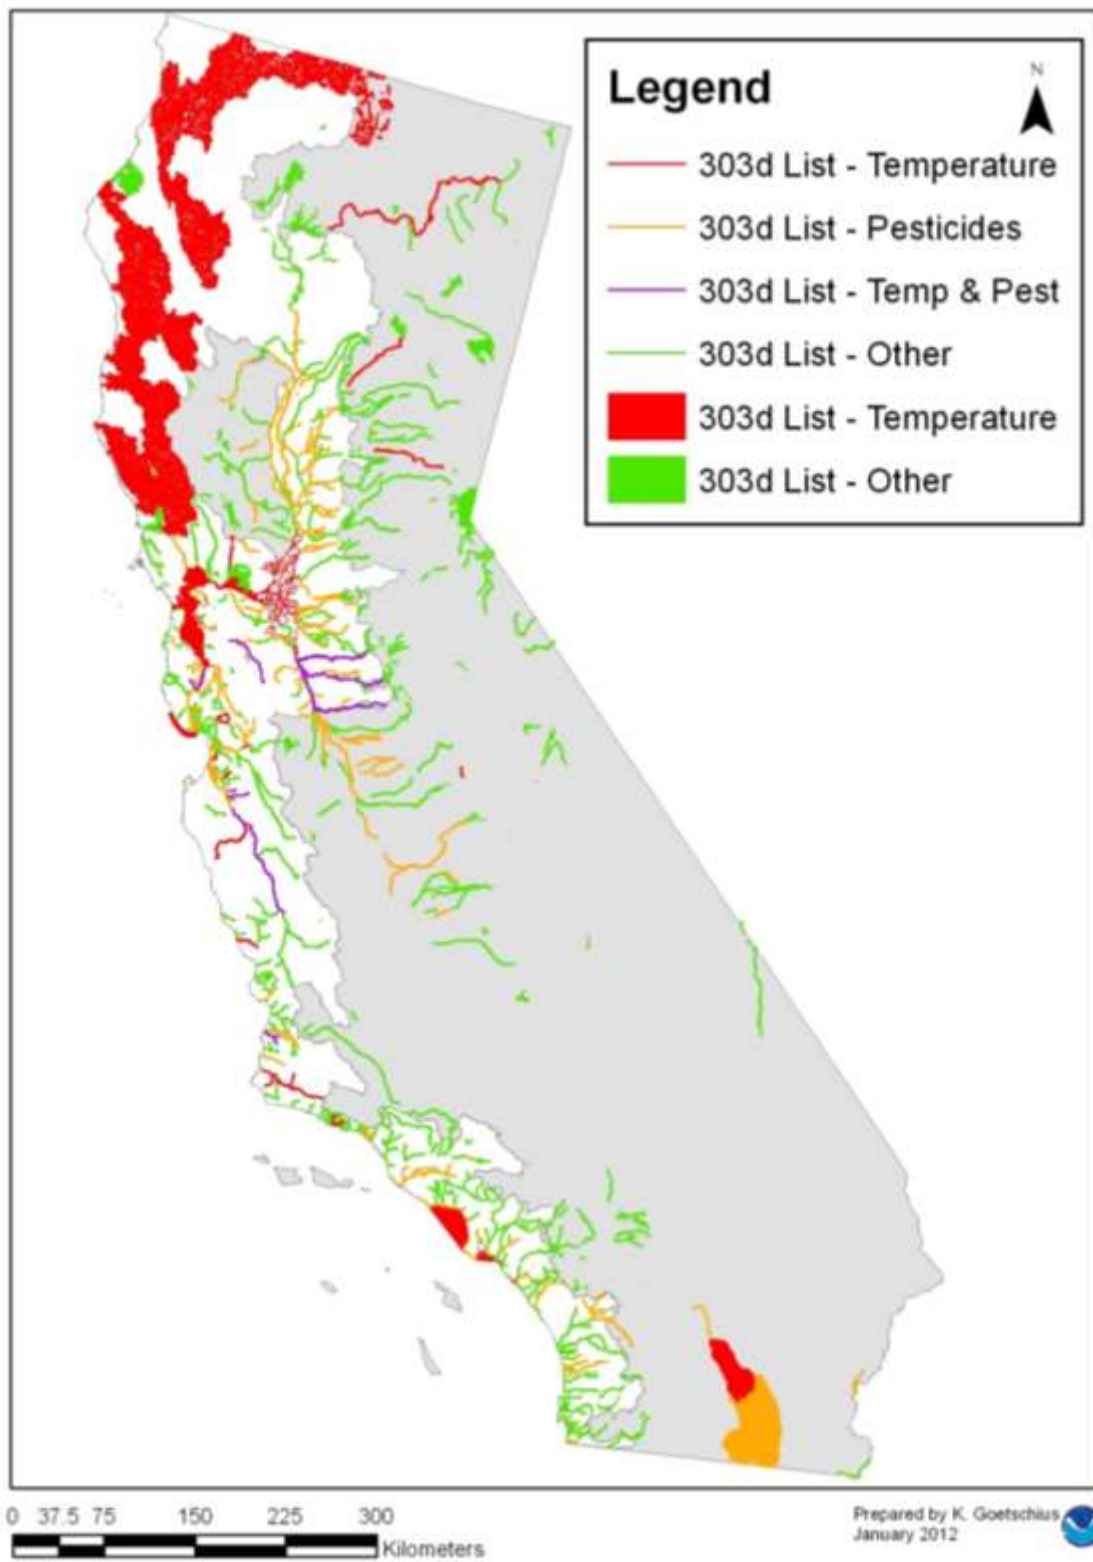 Legend
N
303d List - Temperature
303d List - Pesticides
303d List - Temp & Pest
303d List - Other
303d List - Temperature
303d List - Other
0 37.5 75 150 225 300
Kilometers
Prepared by K. Goetschius
January 2012